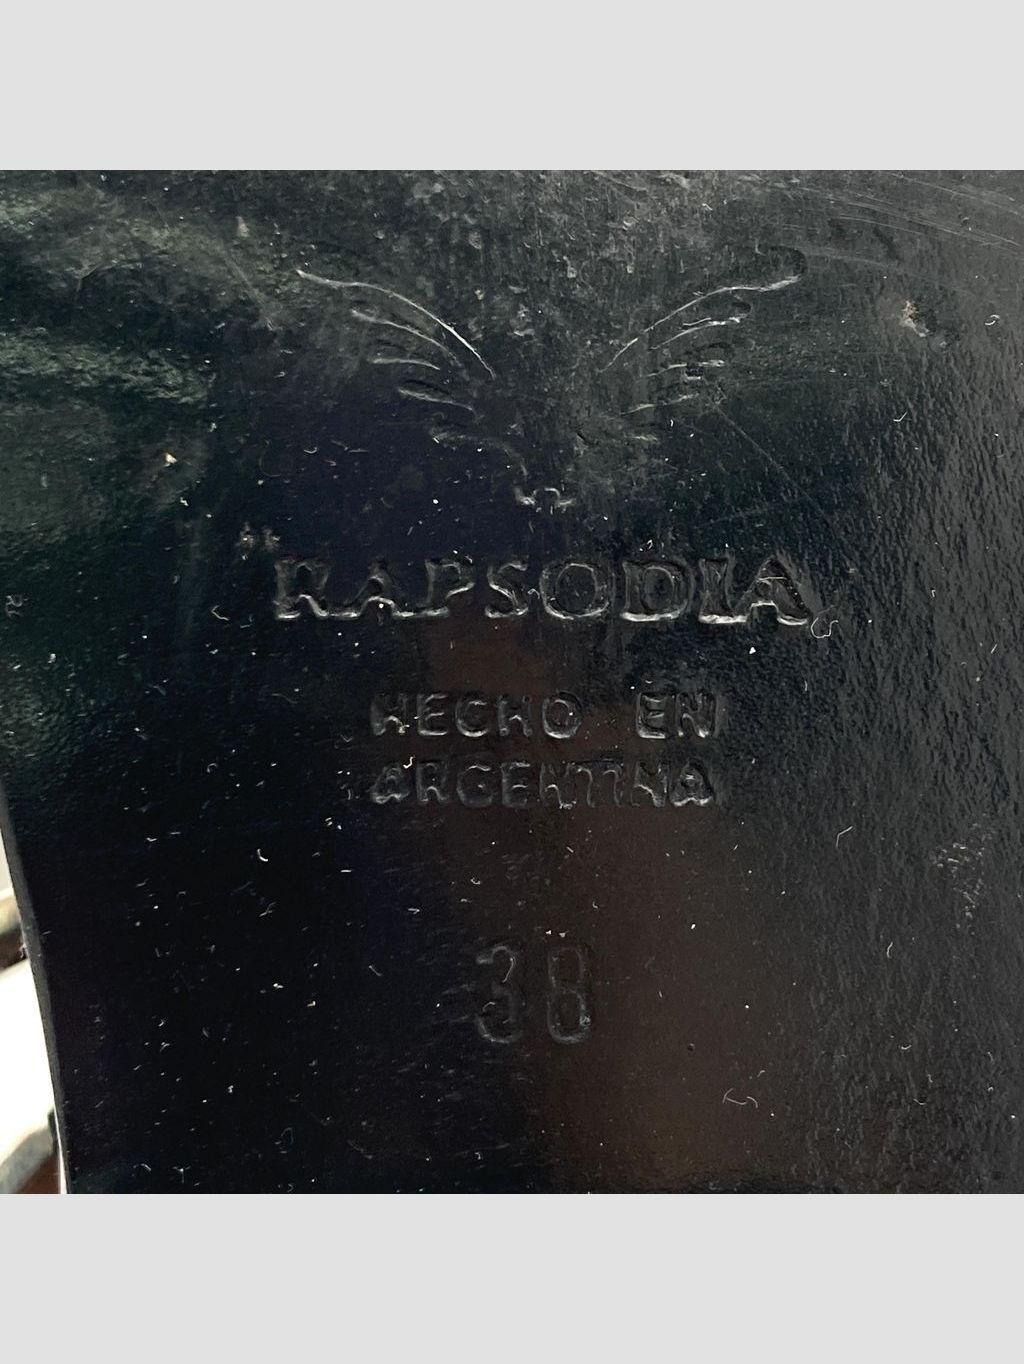 RAPSODIA
HECHO EN
ARGENTINA
38